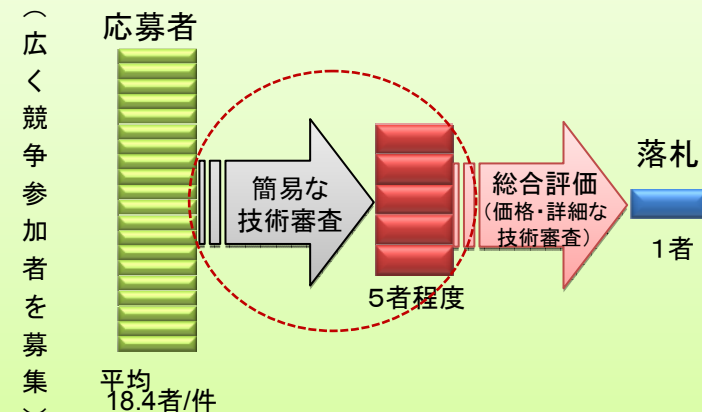 （広く競争参加者を募集）
応募者
平均
18.4者/件
簡易な
技術審査
5者程度
総合評価
(価格・詳細な
技術審査）
落札
1者